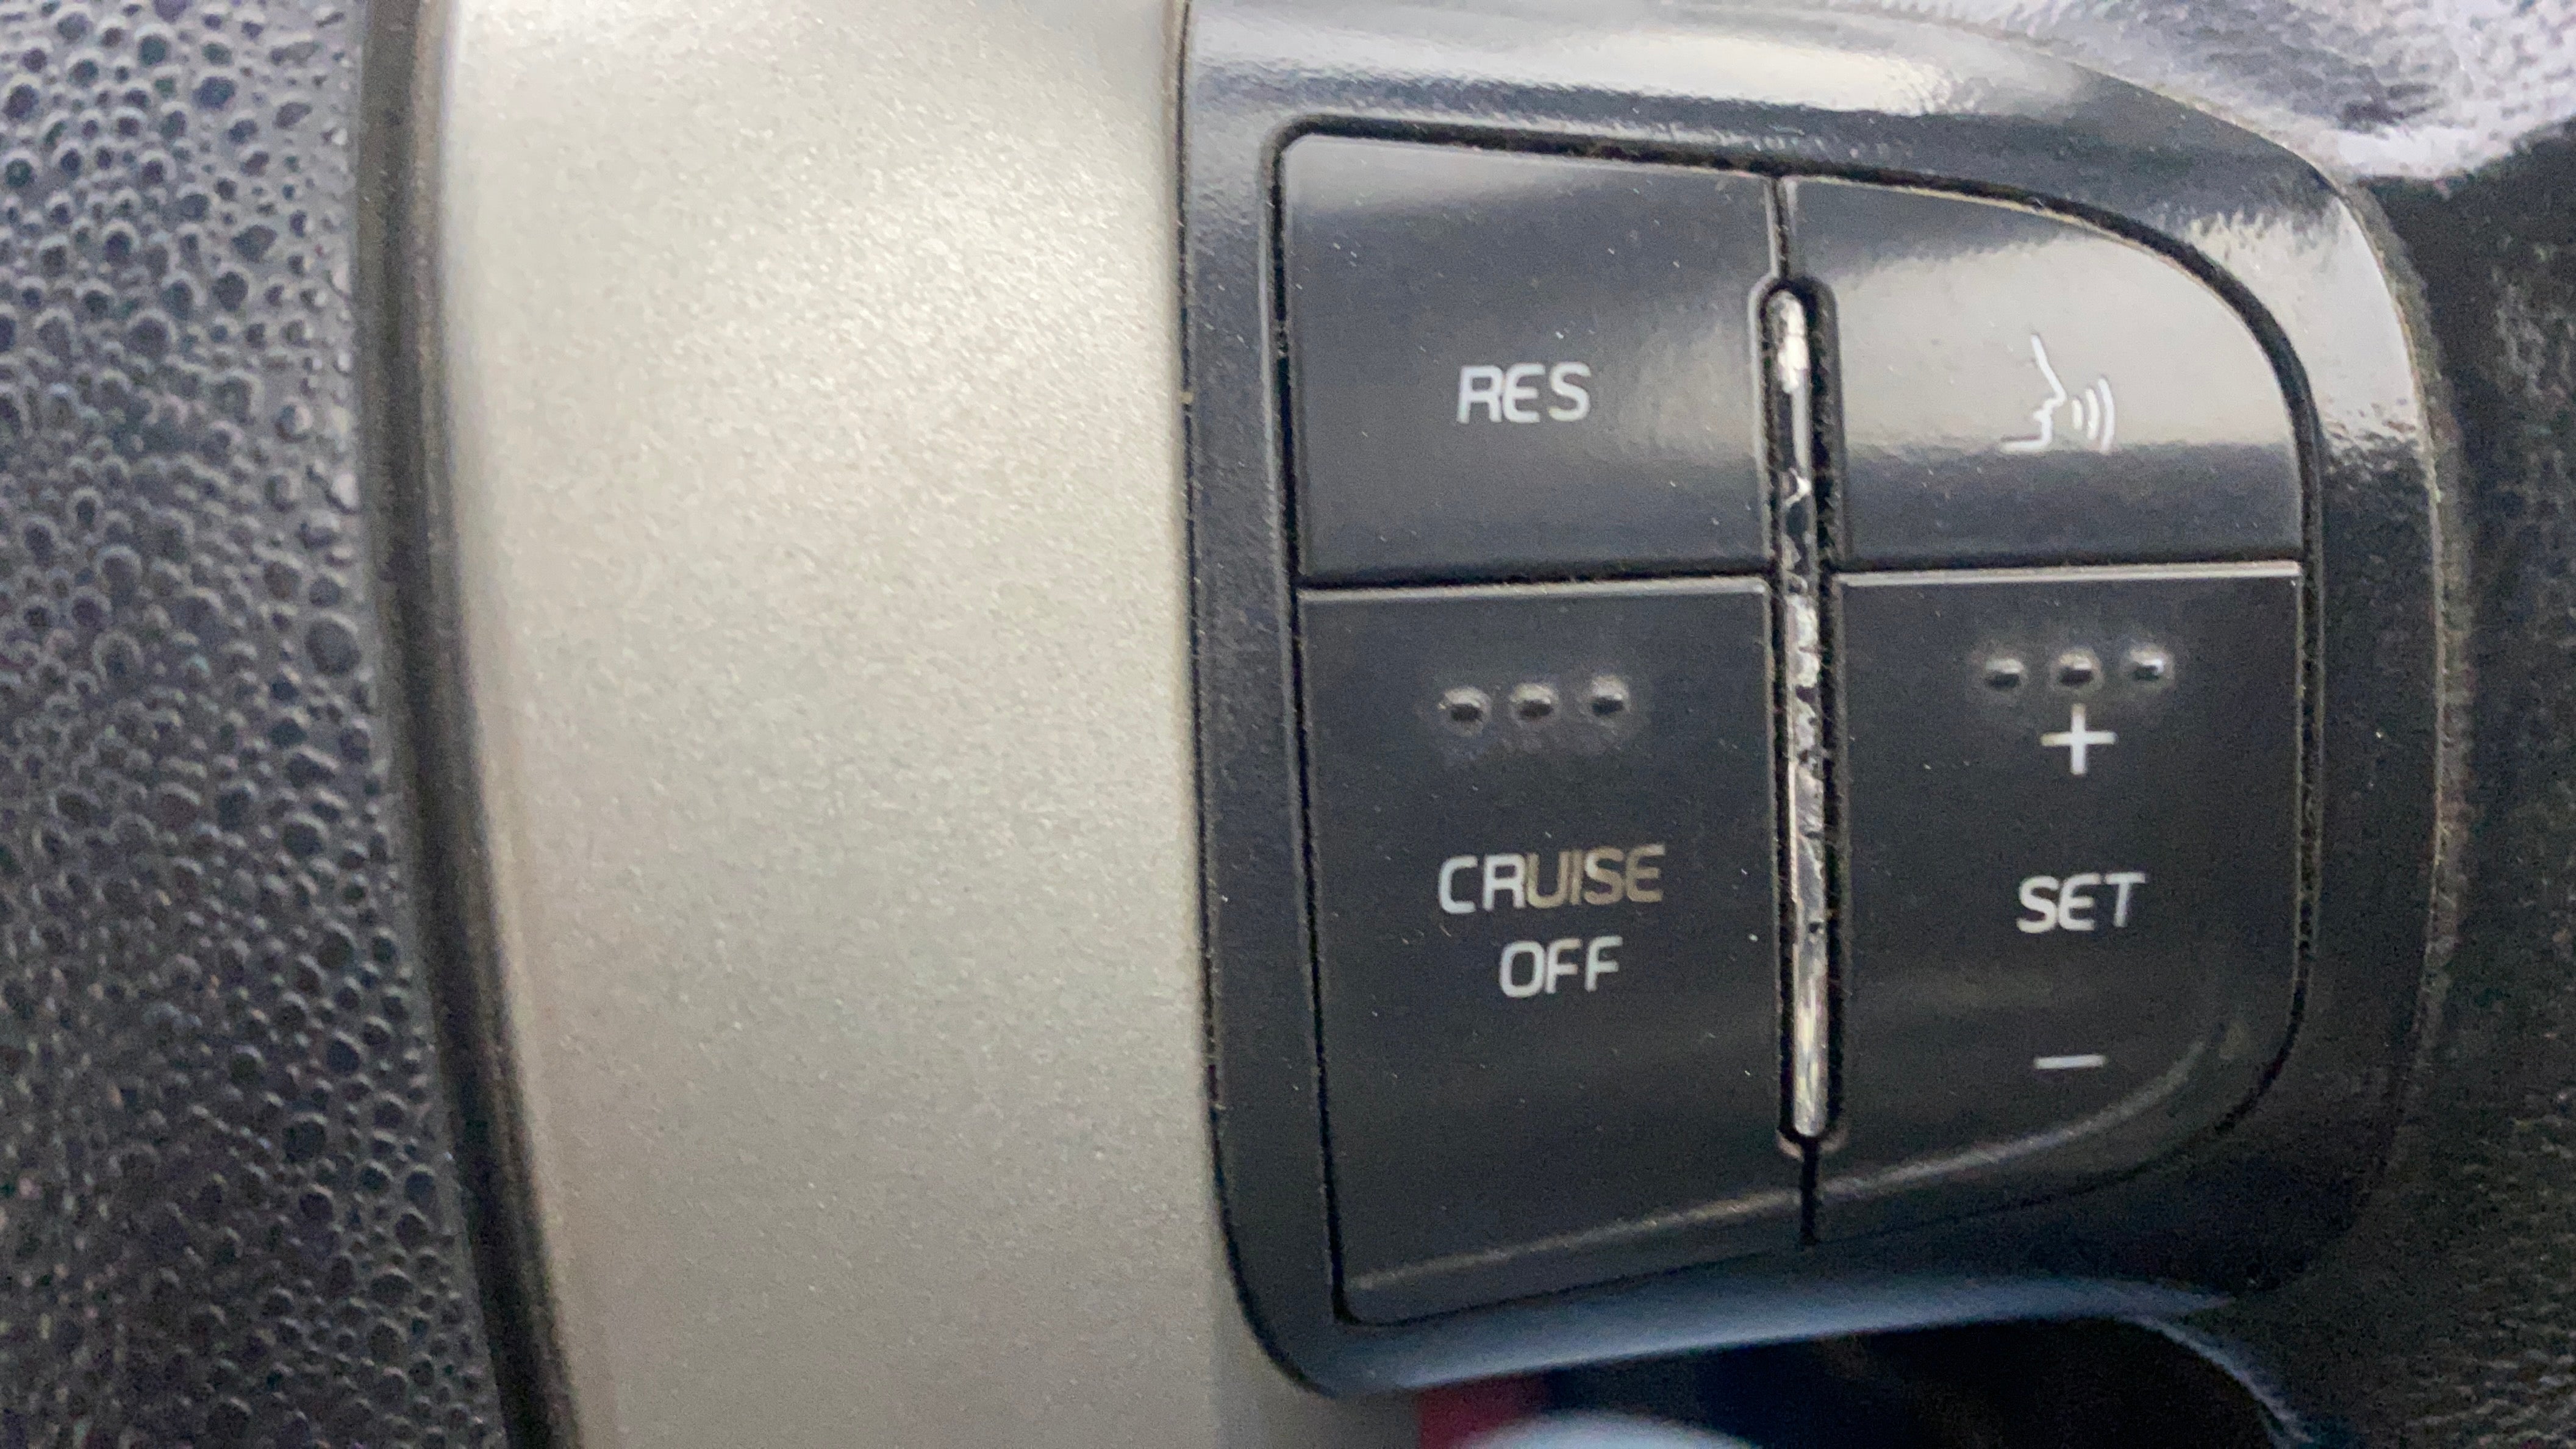 RES
+
CRUISE
SET
OFF
–